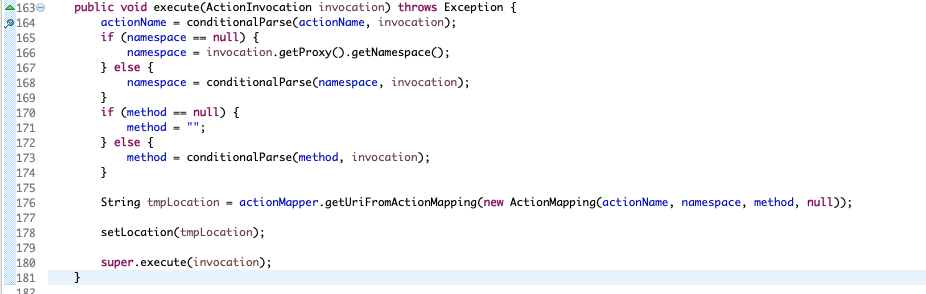 163 public void execute(ActionInvocation invocation) throws Exception {
164 actionName = conditionalParse(actionName, invocation);
165 if (namespace == null) {
166 namespace = invocation.getProxy().getNamespace();
167 } else {
168 namespace = conditionalParse(namespace, invocation);
169 }
170 if (method == null) {
171 method = "";
172 } else {
173 method = conditionalParse(method, invocation);
174 }
175
176 String tmpLocation = actionMapper.getUriFromActionMapping(new ActionMapping(actionName, namespace, method, null));
177
178 setLocation(tmpLocation);
179
180 super.execute(invocation);
181 }
182